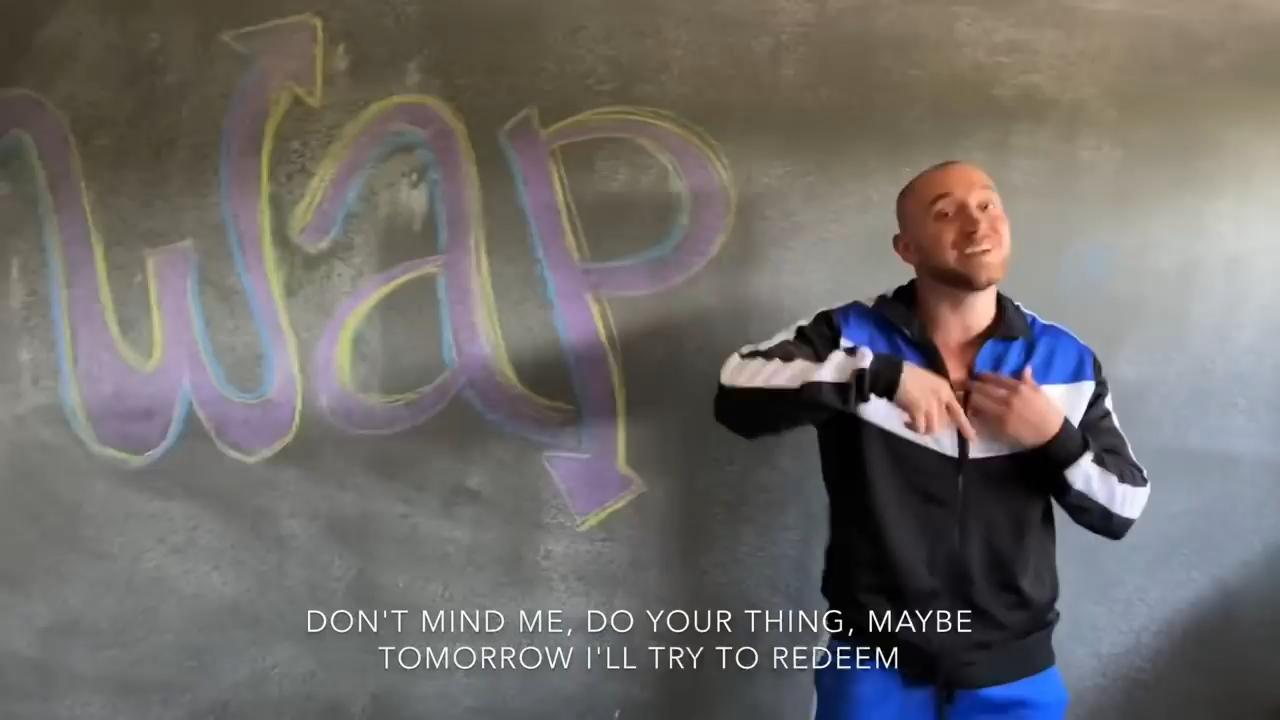 WaP
DON'T MIND ME, DO YOUR THING, MAYBE
TOMORROW I'LL TRY TO REDEEM